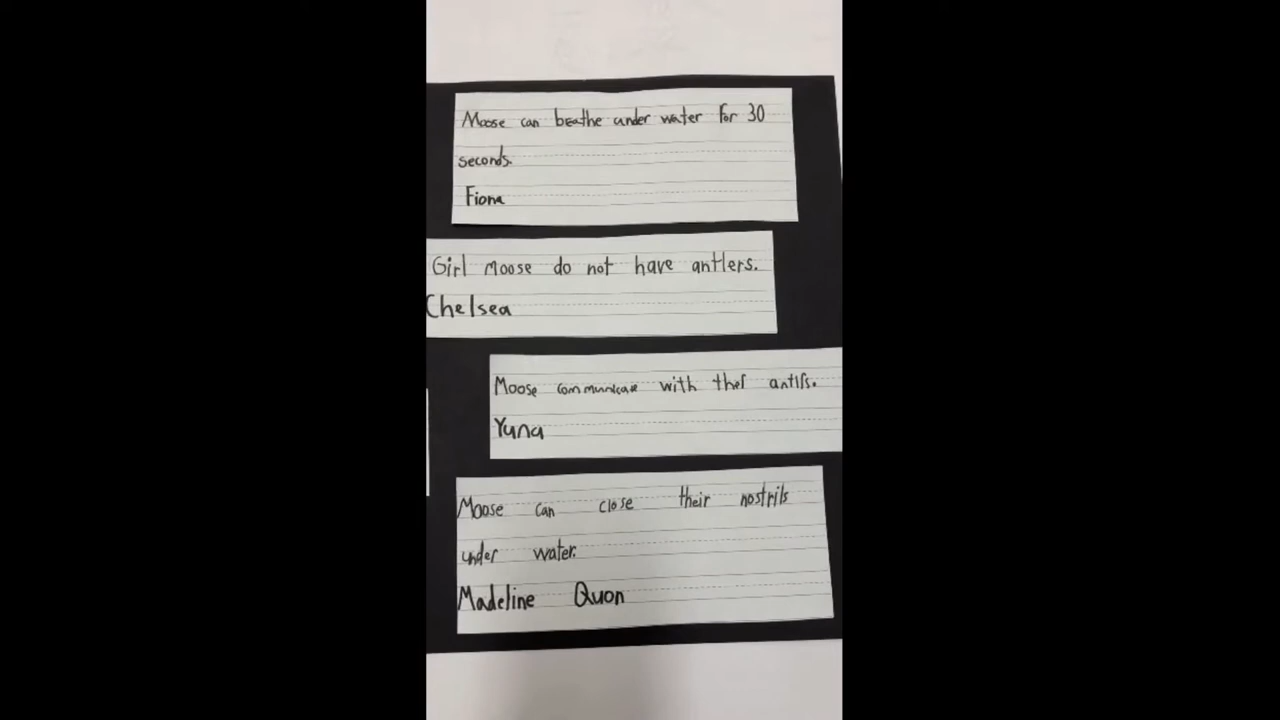 Moose can beathe under water for 30
seconds.
Fiona
Girl moose do not have antlers.
Chelsea
Moose communicate with ther antlrs.
Yuna
Moose can close their nostrils
under water.
Madeline Quon